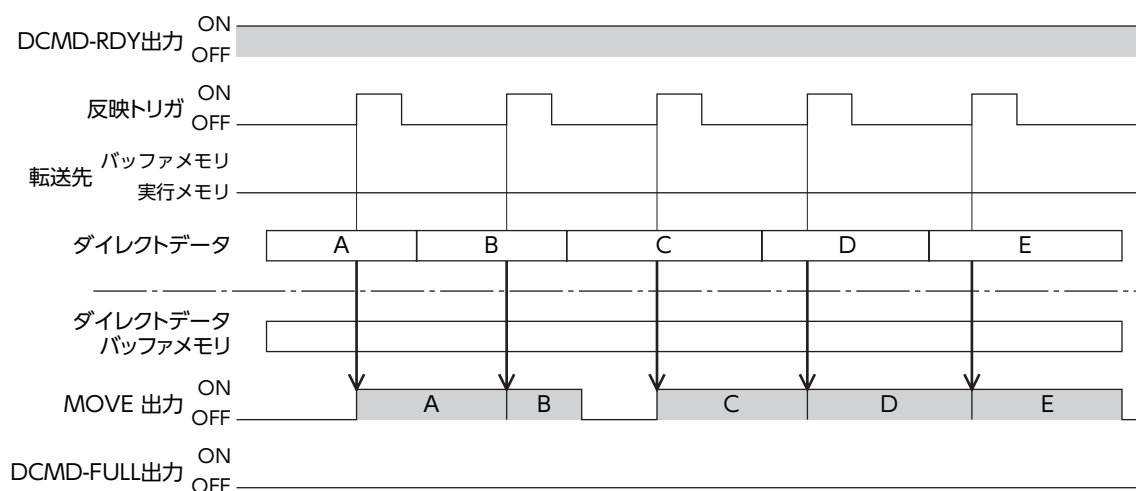 ON
DCMD-RDY出力
OFF
ON
反映トリガ
OFF
バッファメモリ
転送先
実行メモリ
ダイレクトデータ A B C D E
ダイレクトデータ
バッファメモリ
ON
MOVE 出力 A B C D E
OFF
ON
DCMD-FULL出力
OFF